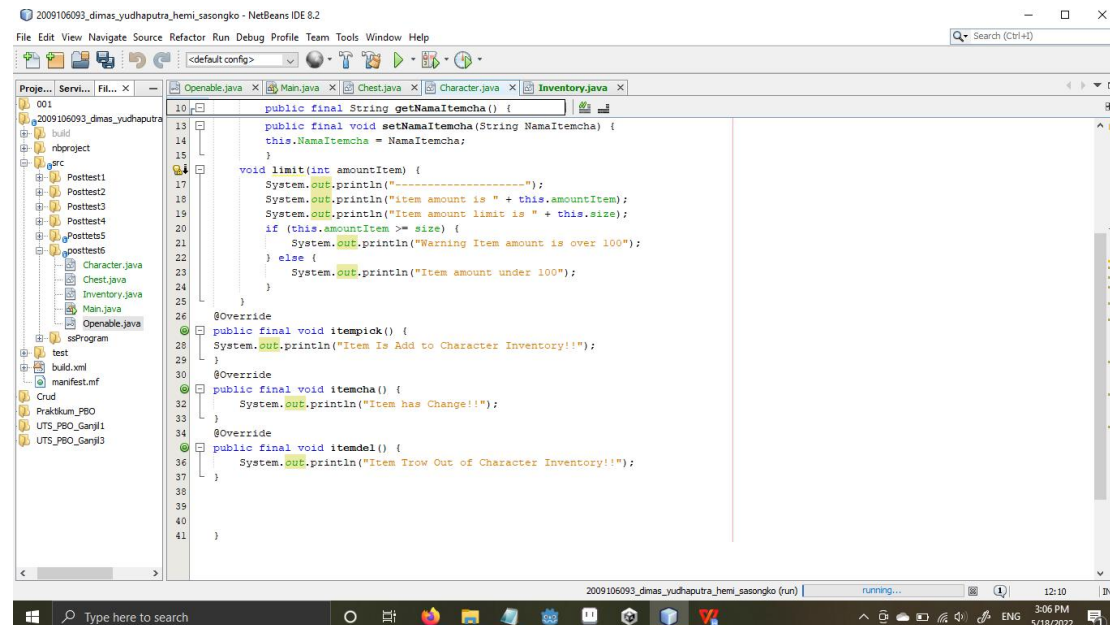 2009106093_dimas_yudhaputra_hemi_sasongko - NetBeans IDE 8.2
File Edit View Navigate Source Refactor Run Debug Profile Team Tools Window Help
Search (Ctrl+I)
<default config>
Proje... Servi... Fil...
Openable.java Main.java Chest.java Character.java Inventory.java
001
2009106093_dimas_yudhaputra
build
nbproject
src
Posttest1
Posttest2
Posttest3
Posttest4
Posttets5
posttest6
Character.java
Chest.java
Inventory.java
Main.java
Openable.java
ssProgram
test
build.xml
manifest.mf
Crud
Praktikum_PBO
UTS_PBO_Ganjil1
UTS_PBO_Ganjil3
10 public final String getNamaItemcha() {
13 public final void setNamaItemcha(String NamaItemcha) {
14 this.NamaItemcha = NamaItemcha;
15 }
void limit(int amountItem) {
17 System.out.println("--------------------");
18 System.out.println("item amount is " + this.amountItem);
19 System.out.println("Item amount limit is " + this.size);
20 if (this.amountItem >= size) {
21 System.out.println("Warning Item amount is over 100");
22 } else {
23 System.out.println("Item amount under 100");
24 }
25 }
26 @Override
public final void itempick() {
28 System.out.println("Item Is Add to Character Inventory!!");
29 }
30 @Override
public final void itemcha() {
32 System.out.println("Item has Change!!");
33 }
34 @Override
public final void itemdel() {
36 System.out.println("Item Trow Out of Character Inventory!!");
37 }
38
39
40
41 }
2009106093_dimas_yudhaputra_hemi_sasongko (run) running... 1 12:10
Type here to search
ENG
3:06 PM
5/18/2022